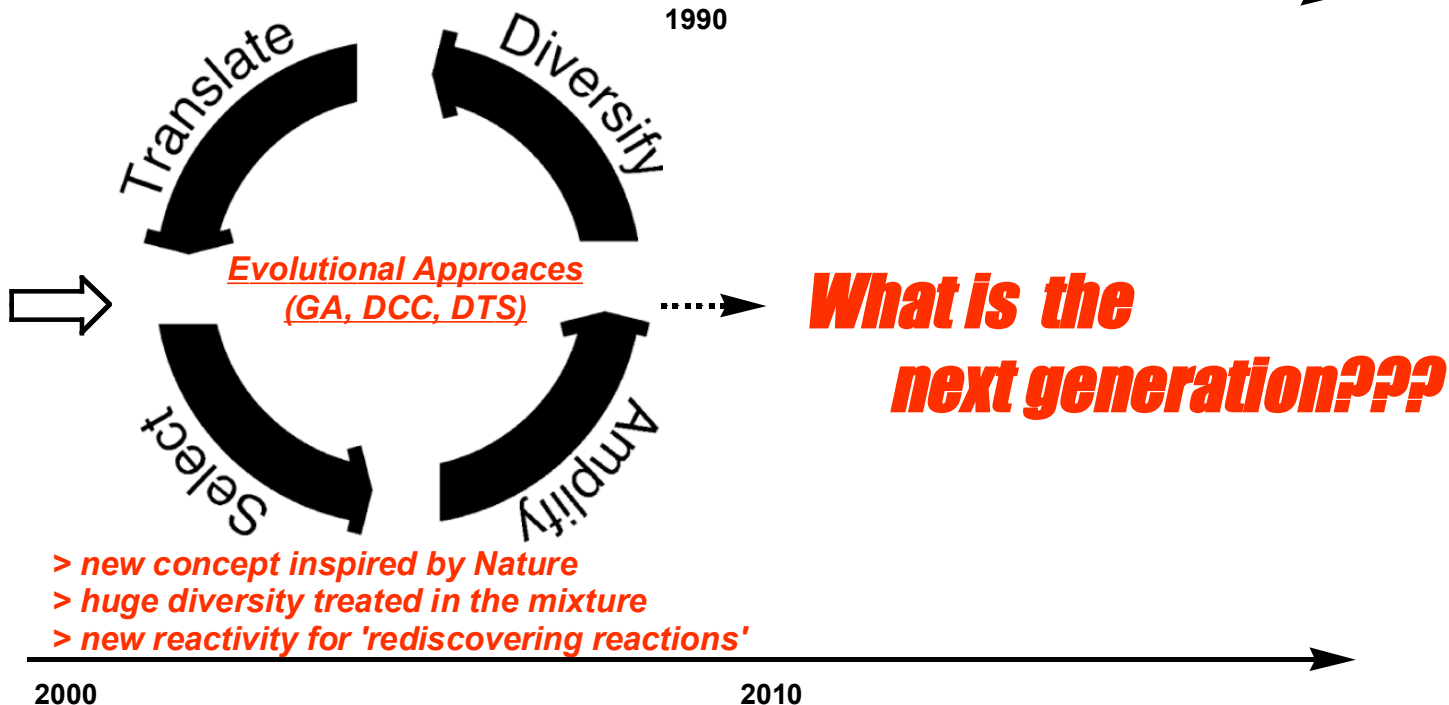 1990
Translate
Diversify
Evolutional Approaces
(GA, DCC, DTS)
What is the
next generation???
Select
Amplify
> new concept inspired by Nature
> huge diversity treated in the mixture
> new reactivity for 'rediscovering reactions'
2000
2010